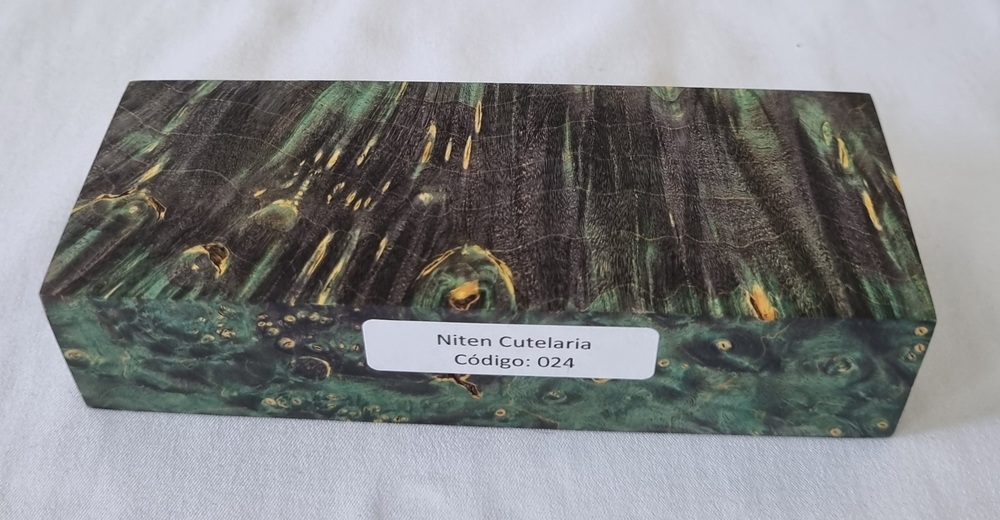 Niten Cutelaria
Código: 024